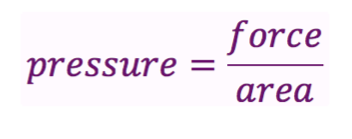 pressure = force
area